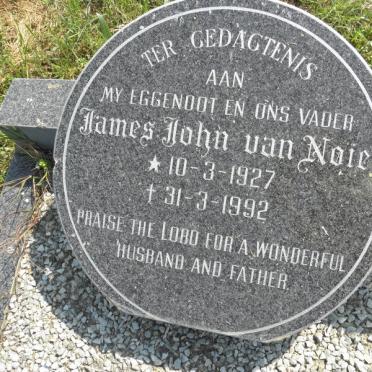 TER GEDAGTENIS
AAN
MY EGGENOOT EN ONS VADER
James John van Noie
* 10-3-1927
† 31-3-1992
PRAISE THE LORD FOR A WONDERFUL
HUSBAND AND FATHER